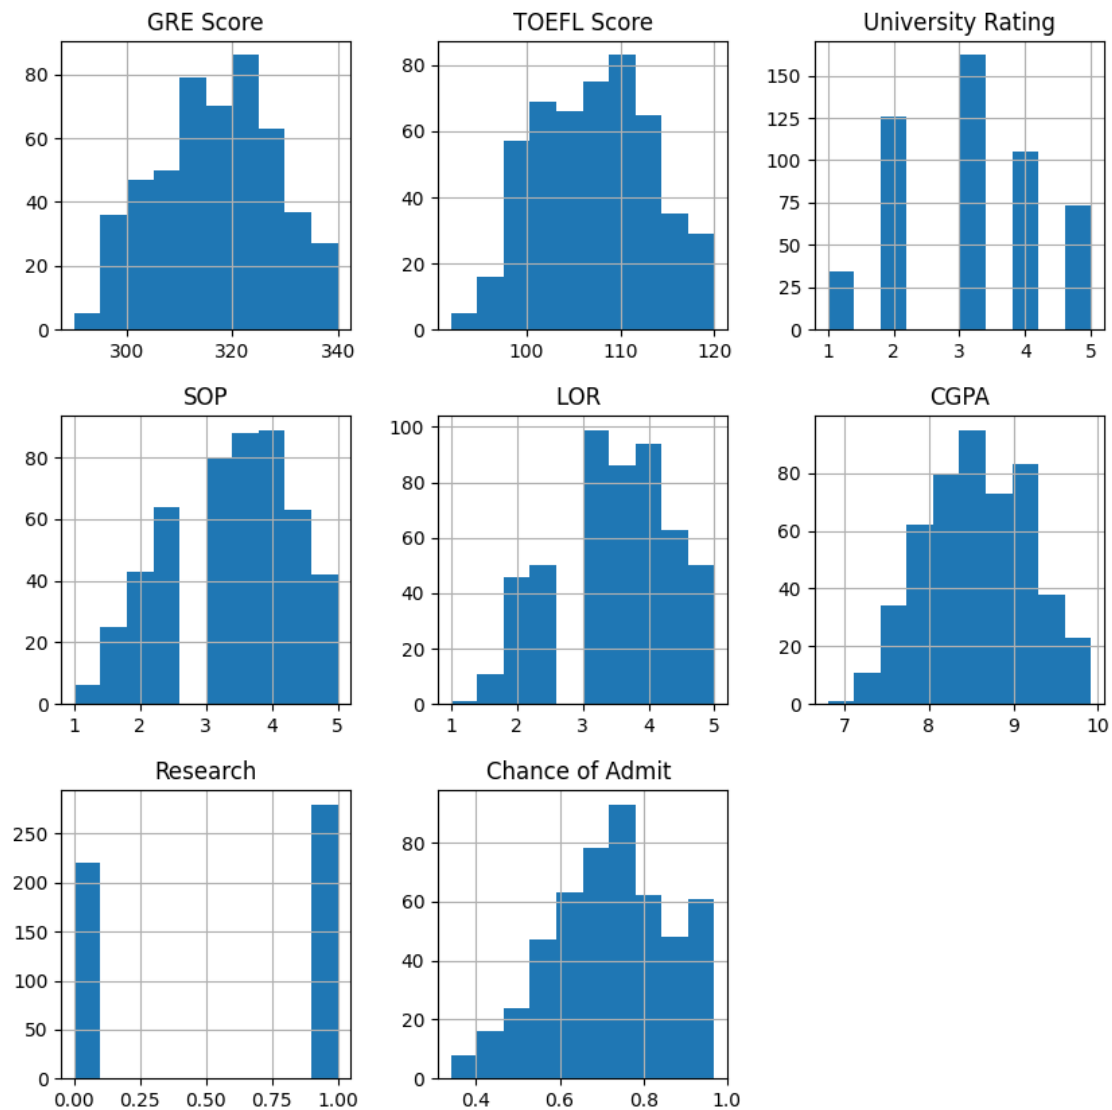 GRE Score
80
60
40
20
0
300 320 340
TOEFL Score
80
60
40
20
0
100 110 120
University Rating
150
125
100
75
50
25
0
1 2 3 4 5
SOP
80
60
40
20
0
1 2 3 4 5
LOR
100
80
60
40
20
0
1 2 3 4 5
CGPA
80
60
40
20
0
7 8 9 10
Research
250
200
150
100
50
0
0.00 0.25 0.50 0.75 1.00
Chance of Admit
80
60
40
20
0
0.4 0.6 0.8 1.0